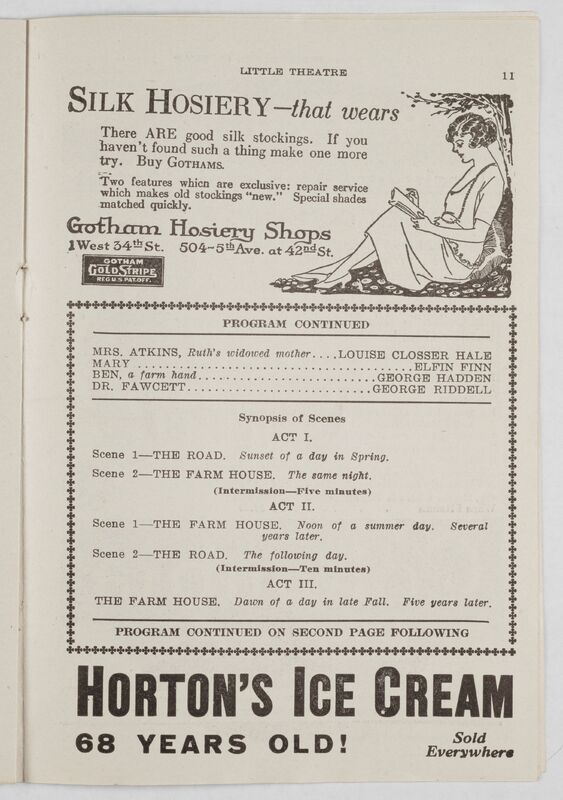 LITTLE THEATRE
11
SILK HOSIERY—that wears
There ARE good silk stockings. If you
haven't found such a thing make one more
try. Buy GOTHAMS.
Two features which are exclusive: repair service
which makes old stockings "new." Special shades
matched quickly.
Gotham Hosiery Shops
1 West 34th St. 504-5th Ave. at 42nd St.
GOTHAM
GOLD STRIPE
REG U.S. PAT. OFF.
PROGRAM CONTINUED
MRS. ATKINS, Ruth's widowed mother....LOUISE CLOSSER HALE
MARY ........................................ELFIN FINN
BEN, a farm hand..........................GEORGE HADDEN
DR. FAWCETT...........................GEORGE RIDDELL
Synopsis of Scenes
ACT I.
Scene 1—THE ROAD. Sunset of a day in Spring.
Scene 2—THE FARM HOUSE. The same night.
(Intermission—Five minutes)
ACT II.
Scene 1—THE FARM HOUSE. Noon of a summer day. Several
years later.
Scene 2—THE ROAD. The following day.
(Intermission—Ten minutes)
ACT III.
THE FARM HOUSE. Dawn of a day in late Fall. Five years later.
PROGRAM CONTINUED ON SECOND PAGE FOLLOWING
HORTON'S ICE CREAM
68 YEARS OLD!
Sold
Everywhere